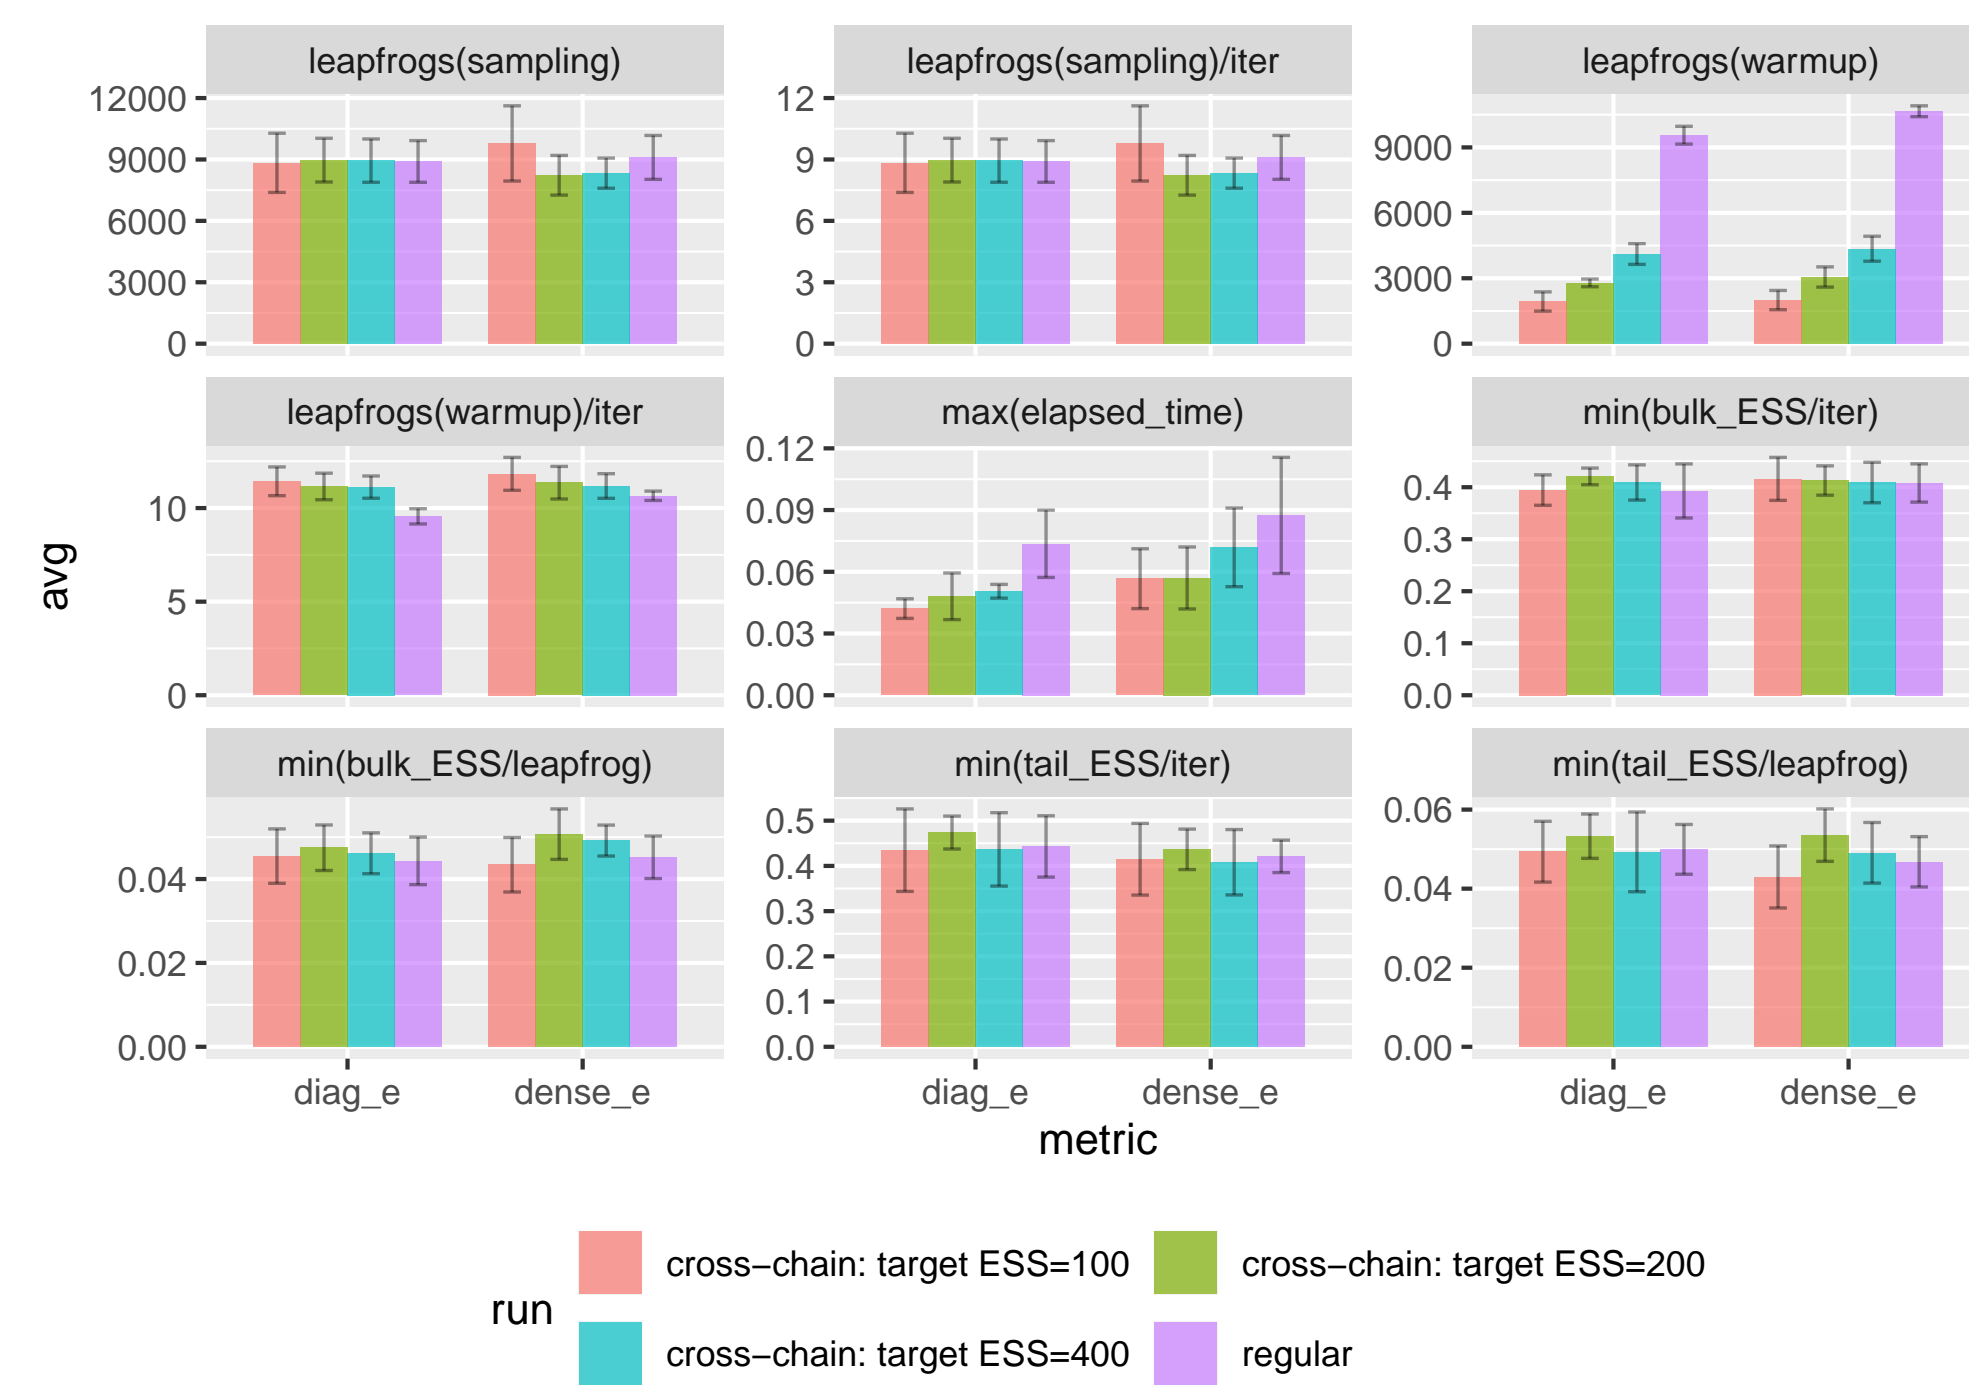 leapfrogs(sampling)
leapfrogs(sampling)/iter
leapfrogs(warmup)
12000
9000
6000
3000
0
12
9
6
3
0
9000
6000
3000
0
leapfrogs(warmup)/iter
max(elapsed_time)
min(bulk_ESS/iter)
10
5
0
0.12
0.09
0.06
0.03
0.00
0.4
0.3
0.2
0.1
0.0
avg
min(bulk_ESS/leapfrog)
min(tail_ESS/iter)
min(tail_ESS/leapfrog)
0.04
0.02
0.00
0.5
0.4
0.3
0.2
0.1
0.0
0.06
0.04
0.02
0.00
diag_e dense_e
diag_e dense_e
diag_e dense_e
metric
run
cross−chain: target ESS=100
cross−chain: target ESS=200
cross−chain: target ESS=400
regular